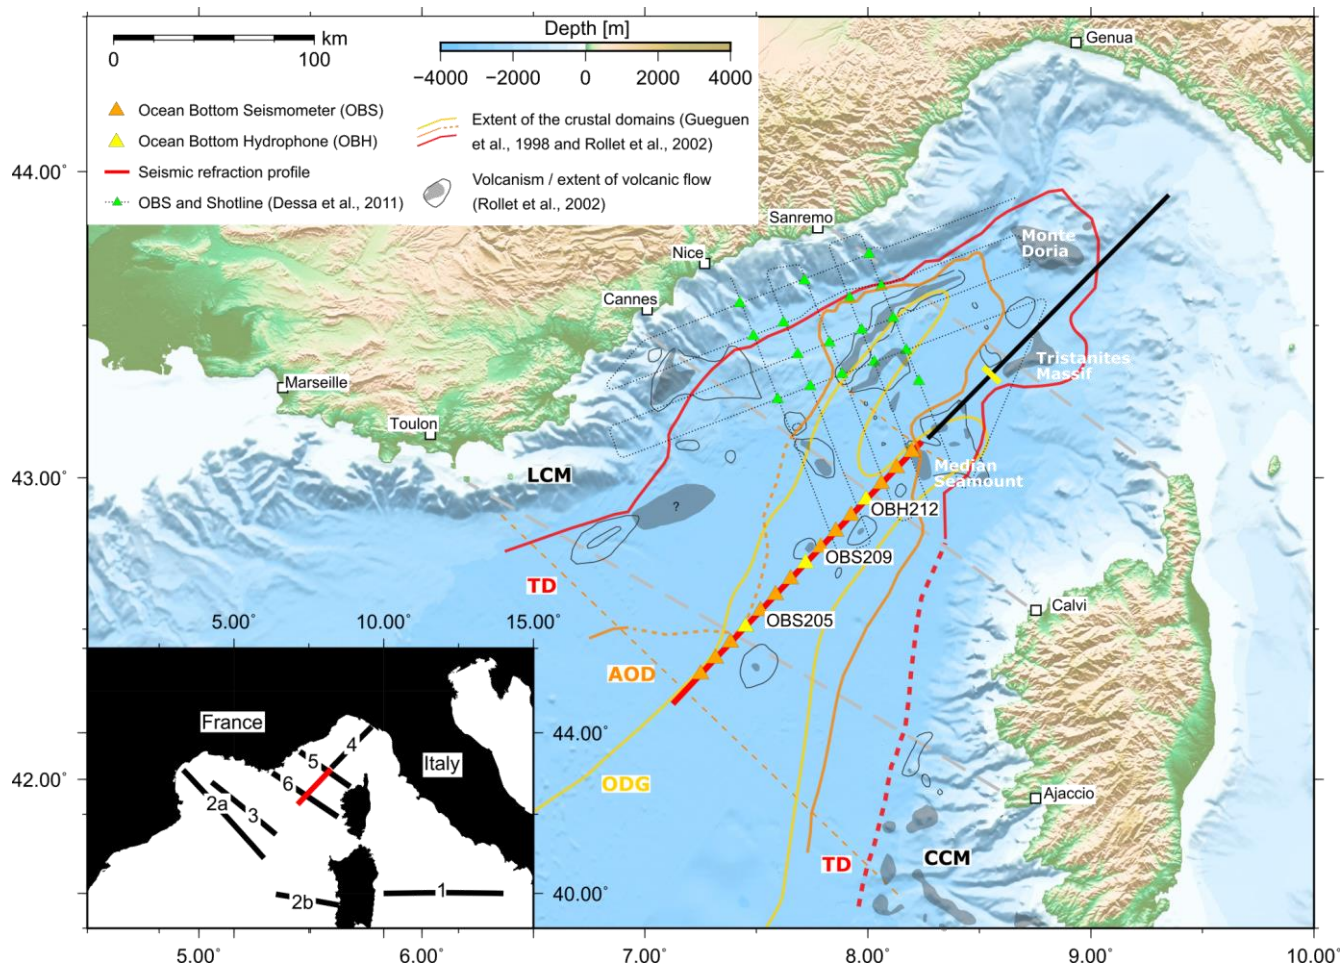 km
0
100
Depth [m]
−4000
−2000
0
2000
4000
Ocean Bottom Seismometer (OBS)
Ocean Bottom Hydrophone (OBH)
Seismic refraction profile
OBS and Shotline (Dessa et al., 2011)
Extent of the crustal domains (Gueguen
et al., 1998 and Rollet et al., 2002)
Volcanism / extent of volcanic flow
(Rollet et al., 2002)
Genua
Sanremo
Nice
Cannes
Marseille
Toulon
Monte
Doria
Tristanites
Massif
Median
Seamount
LCM
?
OBH212
OBS209
OBS205
TD
AOD
ODG
TD
CCM
Calvi
Ajaccio
44.00°
43.00°
42.00°
5.00°
6.00°
7.00°
8.00°
9.00°
10.00°
5.00°
10.00°
15.00°
44.00°
40.00°
France
Italy
4
5
6
2a
3
2b
1